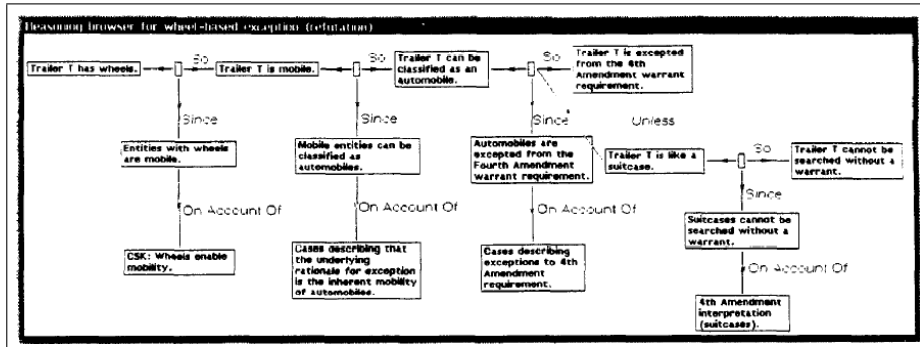 Reasoning browser for wheel-based exception (refutation)
Trailer T has wheels.
So
Trailer T is mobile.
So
Trailer T can be
classified as an
automobile.
So
Trailer T is excepted
from the 4th
Amendment warrant
requirement.
Since
Since
Since
Unless
Entities with wheels
are mobile.
Mobile entities can be
classified as
automobiles.
Automobiles are
excepted from the
Fourth Amendment
warrant requirement.
Trailer T is like a
suitcase.
So
Trailer T cannot be
searched without a
warrant.
Since
On Account Of
On Account Of
On Account Of
Suitcases cannot be
searched without a
warrant.
CSK: Wheels enable
mobility.
Cases describing that
the underlying
rationale for exception
is the inherent mobility
of automobiles.
Cases describing
exceptions to 4th
Amendment
requirement.
On Account Of
4th Amendment
interpretation
(suitcases).